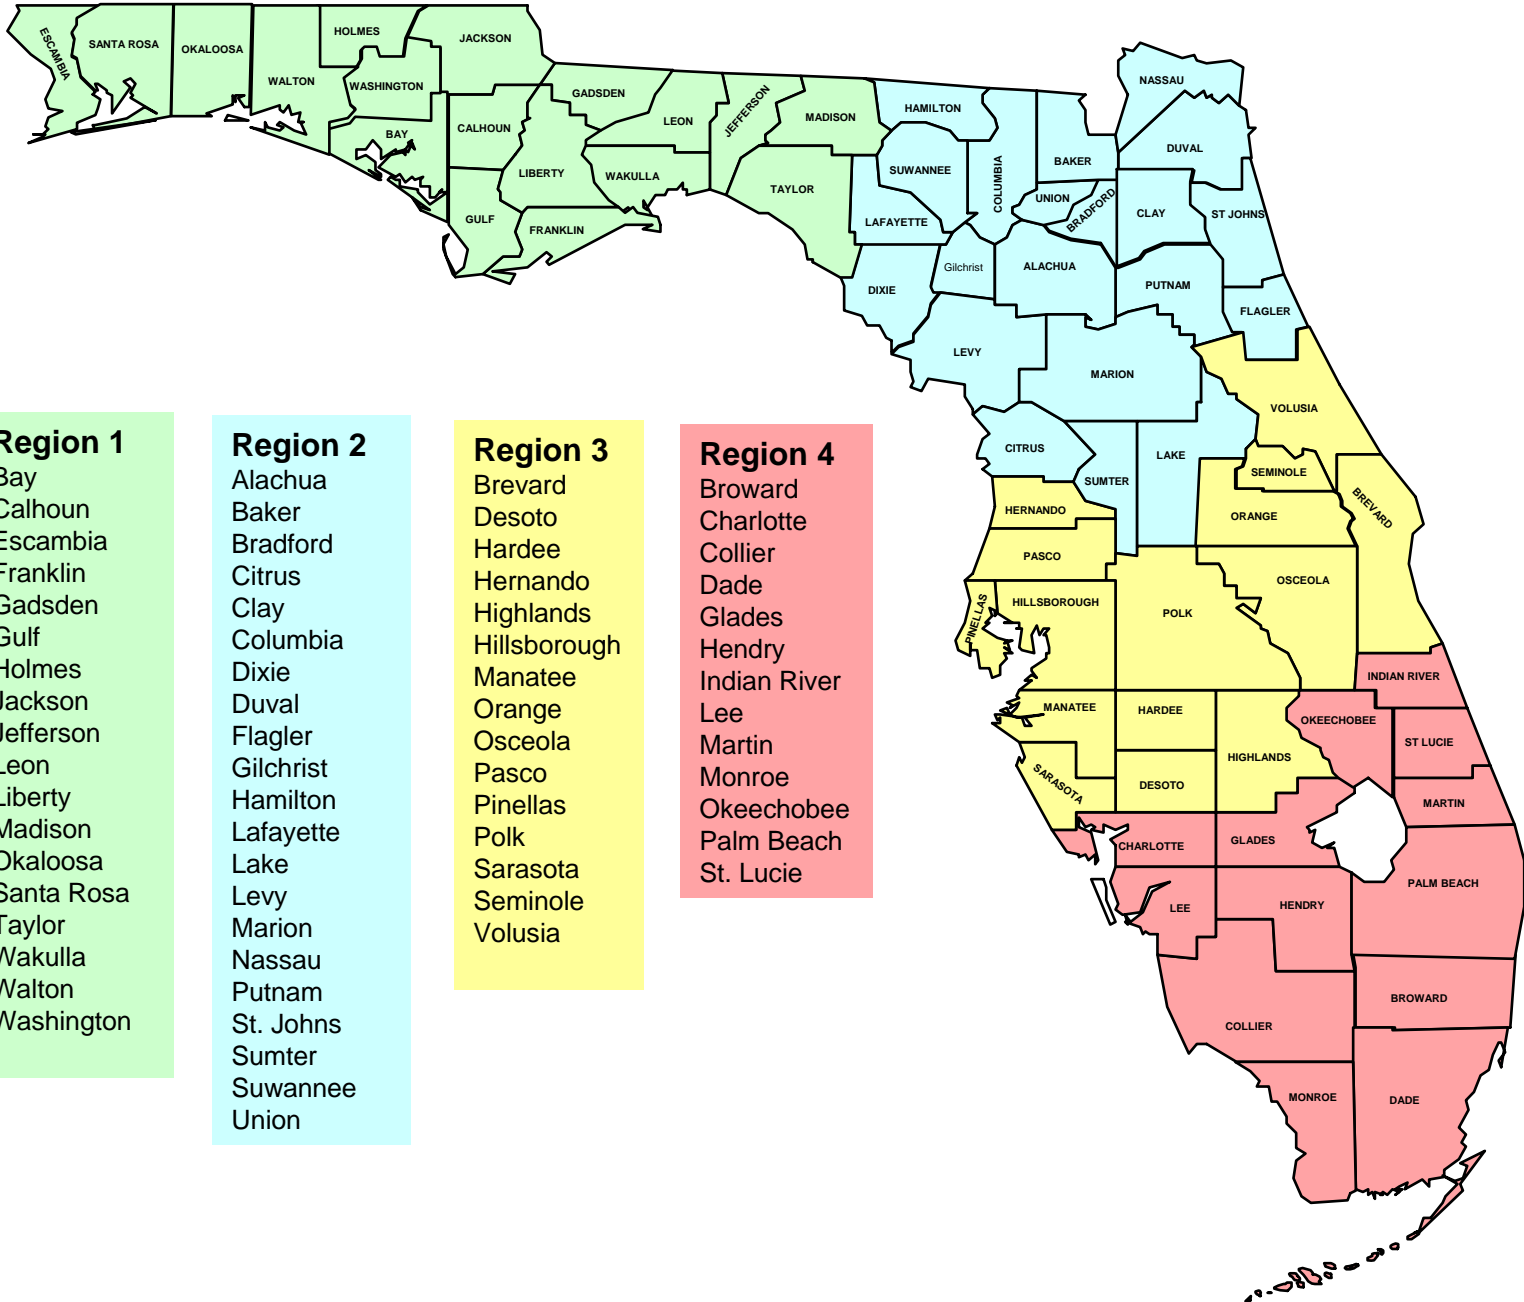 ESCAMBIA
SANTA ROSA
OKALOOSA
WALTON
HOLMES
WASHINGTON
JACKSON
BAY
CALHOUN
GULF
LIBERTY
GADSDEN
FRANKLIN
LEON
WAKULLA
JEFFERSON
MADISON
TAYLOR
HAMILTON
SUWANNEE
LAFAYETTE
COLUMBIA
BAKER
NASSAU
DUVAL
UNION
BRADFORD
CLAY
ST JOHNS
DIXIE
Gilchrist
ALACHUA
PUTNAM
FLAGLER
LEVY
MARION
VOLUSIA
CITRUS
SUMTER
LAKE
SEMINOLE
HERNANDO
ORANGE
BREVARD
PASCO
OSCEOLA
PINELLAS
HILLSBOROUGH
POLK
INDIAN RIVER
MANATEE
HARDEE
OKEECHOBEE
ST LUCIE
SARASOTA
DESOTO
HIGHLANDS
MARTIN
CHARLOTTE
GLADES
PALM BEACH
LEE
HENDRY
BROWARD
COLLIER
MONROE
DADE
Region 1
Bay
Calhoun
Escambia
Franklin
Gadsden
Gulf
Holmes
Jackson
Jefferson
Leon
Liberty
Madison
Okaloosa
Santa Rosa
Taylor
Wakulla
Walton
Washington
Region 2
Alachua
Baker
Bradford
Citrus
Clay
Columbia
Dixie
Duval
Flagler
Gilchrist
Hamilton
Lafayette
Lake
Levy
Marion
Nassau
Putnam
St. Johns
Sumter
Suwannee
Union
Region 3
Brevard
Desoto
Hardee
Hernando
Highlands
Hillsborough
Manatee
Orange
Osceola
Pasco
Pinellas
Polk
Sarasota
Seminole
Volusia
Region 4
Broward
Charlotte
Collier
Dade
Glades
Hendry
Indian River
Lee
Martin
Monroe
Okeechobee
Palm Beach
St. Lucie